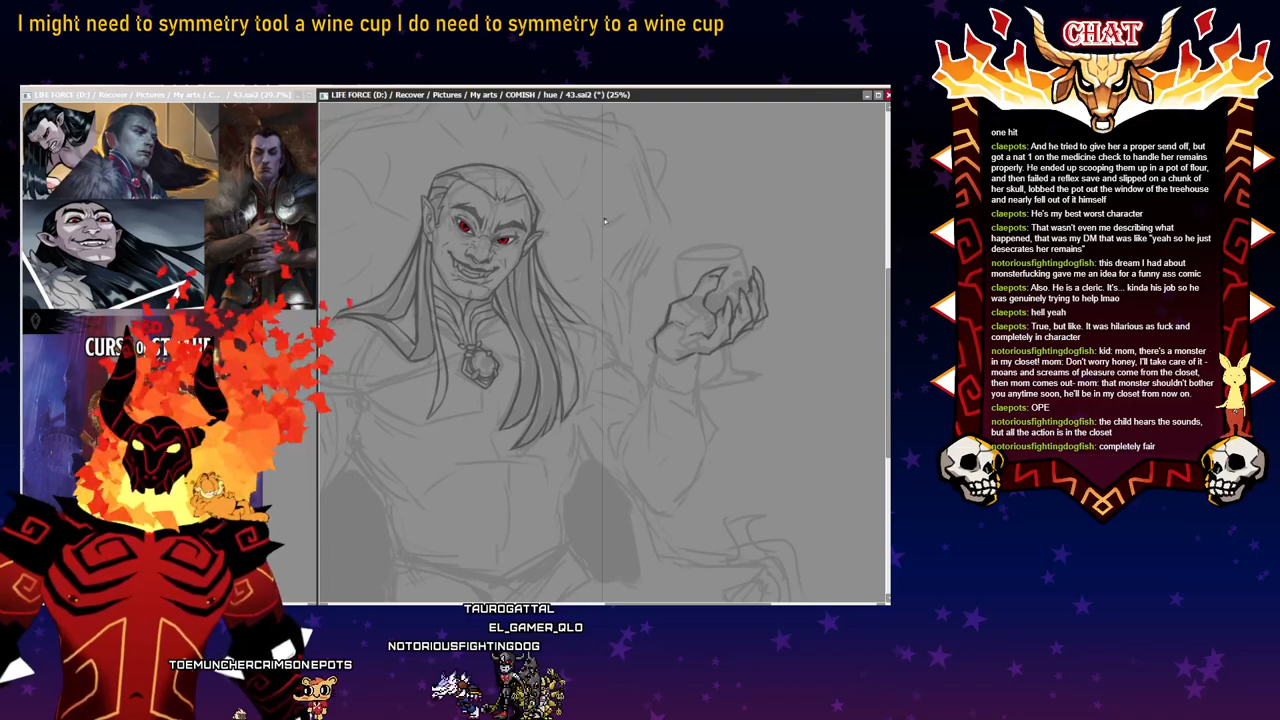 I might need to symmetry tool a wine cup I do need to symmetry to a wine cup
CHAT
LIFE FORCE (D:) / Recover / Pictures / My arts / C... / 43.sai2 (29.7%)
LIFE FORCE (D:) / Recover / Pictures / My arts / COMISH / hue / 43.sai2 (*) (25%)
one hit
claepots: And he tried to give her a proper send off, but
got a nat 1 on the medicine check to handle her remains
properly. He ended up scooping them up in a pot of flour,
and then failed a reflex save and slipped on a chunk of
her skull, lobbed the pot out the window of the treehouse
and nearly fell out of it himself
claepots: He's my best worst character
claepots: That wasn't even me describing what
happened, that was my DM that was like "yeah so he just
desecrates her remains"
notoriousfightingdogfish: this dream I had about
monsterfucking gave me an idea for a funny ass comic
claepots: Also. He is a cleric. It's... kinda his job so he
was genuinely trying to help lmao
claepots: hell yeah
claepots: True, but like. It was hilarious as fuck and
completely in character
notoriousfightingdogfish: kid: mom, there's a monster
in my closet! mom: Don't worry honey, I'll take care of it -
moans and screams of pleasure come from the closet,
then mom comes out- mom: that monster shouldn't bother
you anytime soon, he'll be in my closet from now on.
claepots: OPE
notoriousfightingdogfish: the child hears the sounds,
but all the action is in the closet
notoriousfightingdogfish: completely fair
CURSE OF
TAUROGATTAL
EL_GAMER_QLO
NOTORIOUSFIGHTINGDOG